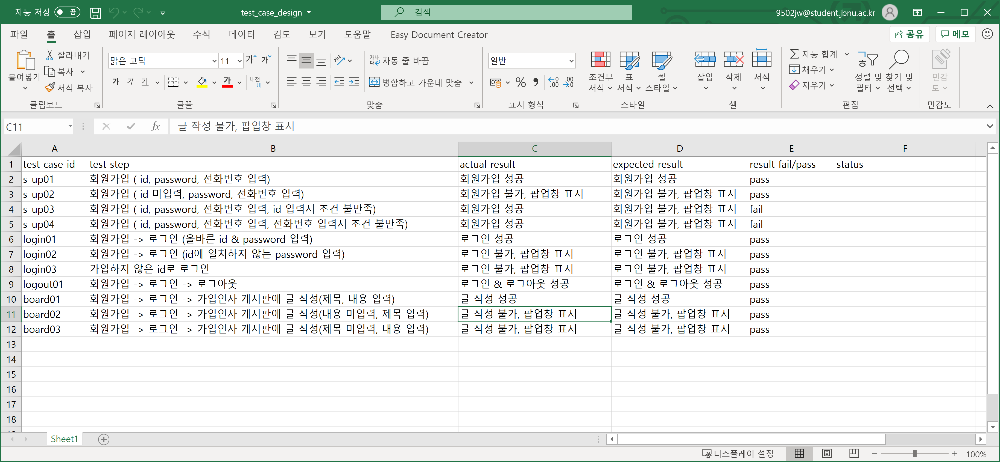 자동 저장 끔 test_case_design 검색 9502jw@student.jbnu.ac.kr
파일 홈 삽입 페이지 레이아웃 수식 데이터 검토 보기 도움말 Easy Document Creator 공유 메모
붙여넣기 잘라내기 복사 서식 복사 클립보드
맑은 고딕 11 가 가 가 가 가 가 내천 川 글꼴
가나다 자동 줄 바꿈 병합하고 가운데 맞춤 맞춤
일반 % 표시 형식
조건부 서식 표 서식 셀 스타일 스타일
삽입 삭제 서식 셀
자동 합계 채우기 지우기 정렬 및 필터 찾기 및 선택 편집
민감도 민감도
C11 fx 글 작성 불가, 팝업창 표시
A B C D E F
1 test case id test step actual result expected result result fail/pass status
2 s_up01 회원가입 ( id, password, 전화번호 입력) 회원가입 성공 회원가입 성공 pass
3 s_up02 회원가입 ( id 미입력, password, 전화번호 입력) 회원가입 불가, 팝업창 표시 회원가입 불가, 팝업창 표시 pass
4 s_up03 회원가입 ( id, password, 전화번호 입력, id 입력시 조건 불만족) 회원가입 성공 회원가입 불가, 팝업창 표시 fail
5 s_up04 회원가입 ( id, password, 전화번호 입력, 전화번호 입력시 조건 불만족) 회원가입 성공 회원가입 불가, 팝업창 표시 fail
6 login01 회원가입 -> 로그인 (올바른 id & password 입력) 로그인 성공 로그인 성공 pass
7 login02 회원가입 -> 로그인 (id에 일치하지 않는 password 입력) 로그인 불가, 팝업창 표시 로그인 불가, 팝업창 표시 pass
8 login03 가입하지 않은 id로 로그인 로그인 불가, 팝업창 표시 로그인 불가, 팝업창 표시 pass
9 logout01 회원가입 -> 로그인 -> 로그아웃 로그인 & 로그아웃 성공 로그인 & 로그아웃 성공 pass
10 board01 회원가입 -> 로그인 -> 가입인사 게시판에 글 작성(제목, 내용 입력) 글 작성 성공 글 작성 성공 pass
11 board02 회원가입 -> 로그인 -> 가입인사 게시판에 글 작성(내용 미입력, 제목 입력) 글 작성 불가, 팝업창 표시 글 작성 불가, 팝업창 표시 pass
12 board03 회원가입 -> 로그인 -> 가입인사 게시판에 글 작성(제목 미입력, 내용 입력) 글 작성 불가, 팝업창 표시 글 작성 불가, 팝업창 표시 pass
13
14
15
16
17
18
Sheet1
디스플레이 설정 100%